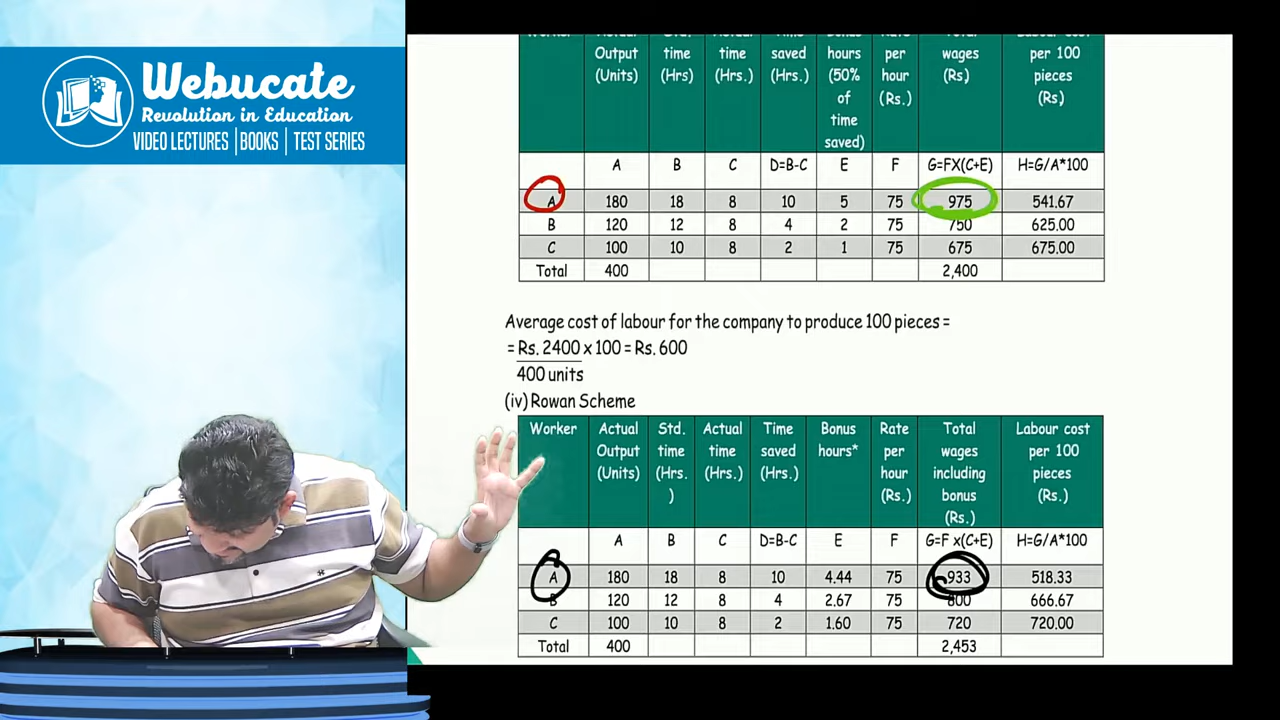 Webucate
Revolution in Education
VIDEO LECTURES | BOOKS | TEST SERIES
Output (Units)
time (Hrs)
time (Hrs.)
saved (Hrs.)
hours (50% of time saved)
per hour (Rs.)
wages (Rs.)
per 100 pieces (Rs.)
A B C D=B-C E F G=FX(C+E) H=G/A*100
A 180 18 8 10 5 75 975 541.67
B 120 12 8 4 2 75 750 625.00
C 100 10 8 2 1 75 675 675.00
Total 400 2,400
Average cost of labour for the company to produce 100 pieces =
= Rs. 2400 x 100 = Rs. 600
400 units
(iv) Rowan Scheme
Worker
Actual Output (Units)
Std. time (Hrs. )
Actual time (Hrs.)
Time saved (Hrs.)
Bonus hours*
Rate per hour (Rs.)
Total wages including bonus (Rs.)
Labour cost per 100 pieces (Rs.)
A B C D=B-C E F G=F x(C+E) H=G/A*100
A 180 18 8 10 4.44 75 933 518.33
B 120 12 8 4 2.67 75 800 666.67
C 100 10 8 2 1.60 75 720 720.00
Total 400 2,453